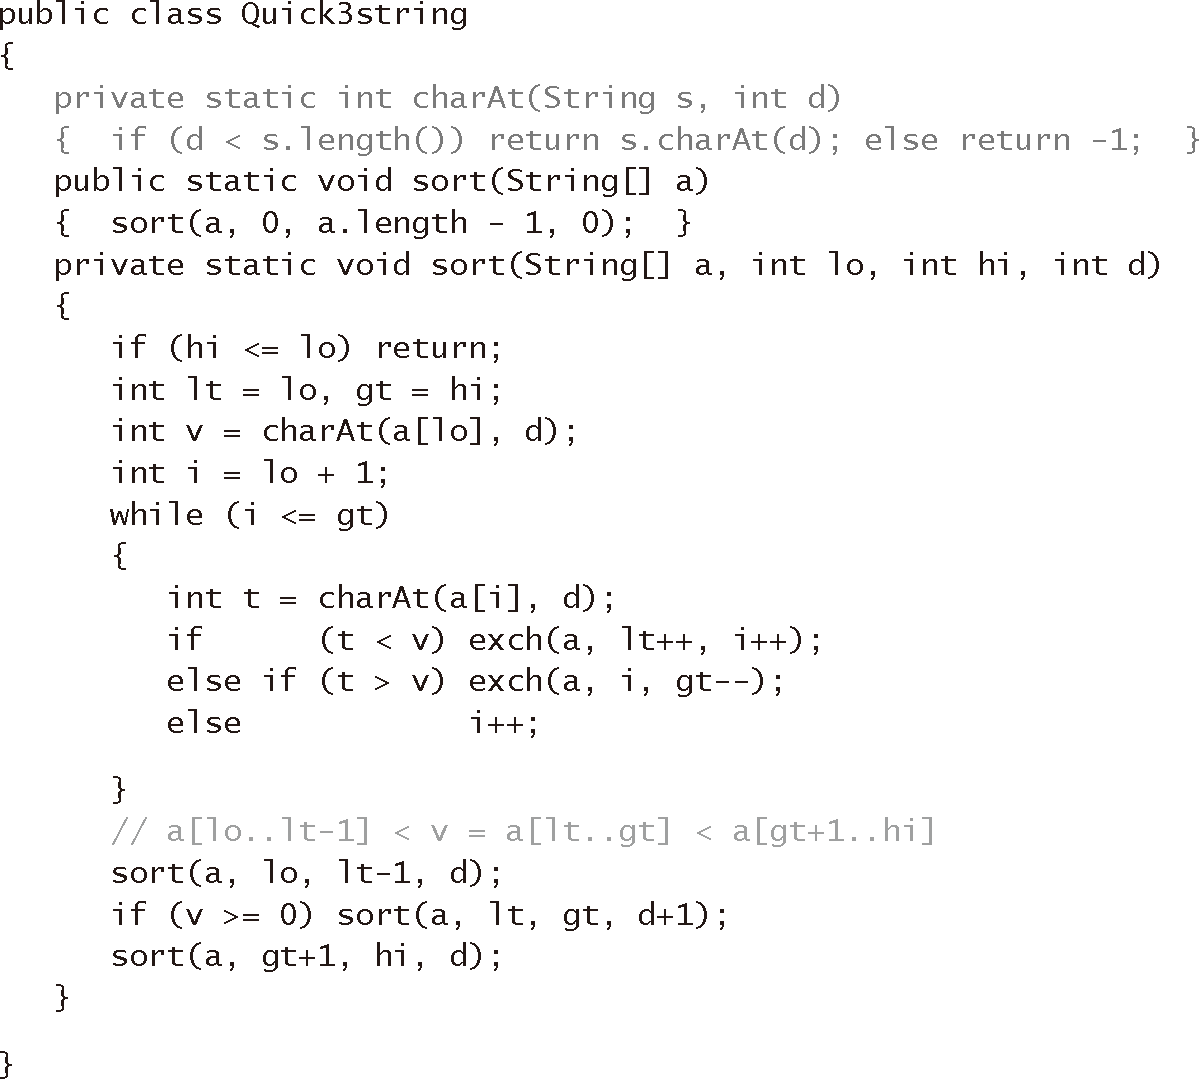 public class Quick3string
{
   private static int charAt(String s, int d)
   {  if (d < s.length()) return s.charAt(d); else return -1;  }
   public static void sort(String[] a)
   {  sort(a, 0, a.length - 1, 0);  }
   private static void sort(String[] a, int lo, int hi, int d)
   {
      if (hi <= lo) return;
      int lt = lo, gt = hi;
      int v = charAt(a[lo], d);
      int i = lo + 1;
      while (i <= gt)
      {
         int t = charAt(a[i], d);
         if      (t < v) exch(a, lt++, i++);
         else if (t > v) exch(a, i, gt--);
         else            i++;
      }
      // a[lo..lt-1] < v = a[lt..gt] < a[gt+1..hi]
      sort(a, lo, lt-1, d);
      if (v >= 0) sort(a, lt, gt, d+1);
      sort(a, gt+1, hi, d);
   }
}